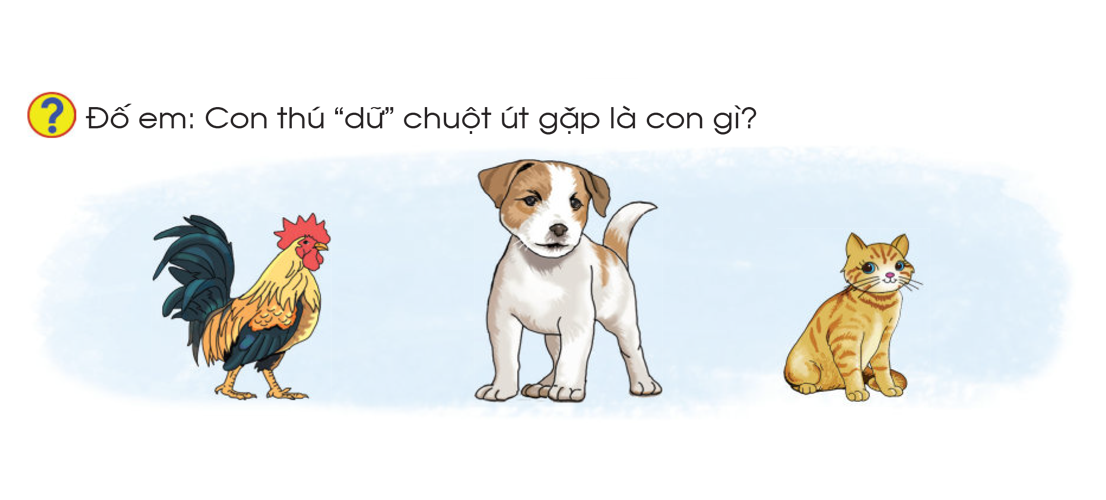 ? Đố em: Con thú “dữ” chuột út gặp là con gì?